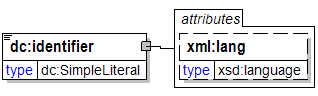 attributes
dc:identifier
type dc:SimpleLiteral
xml:lang
type xsd:language